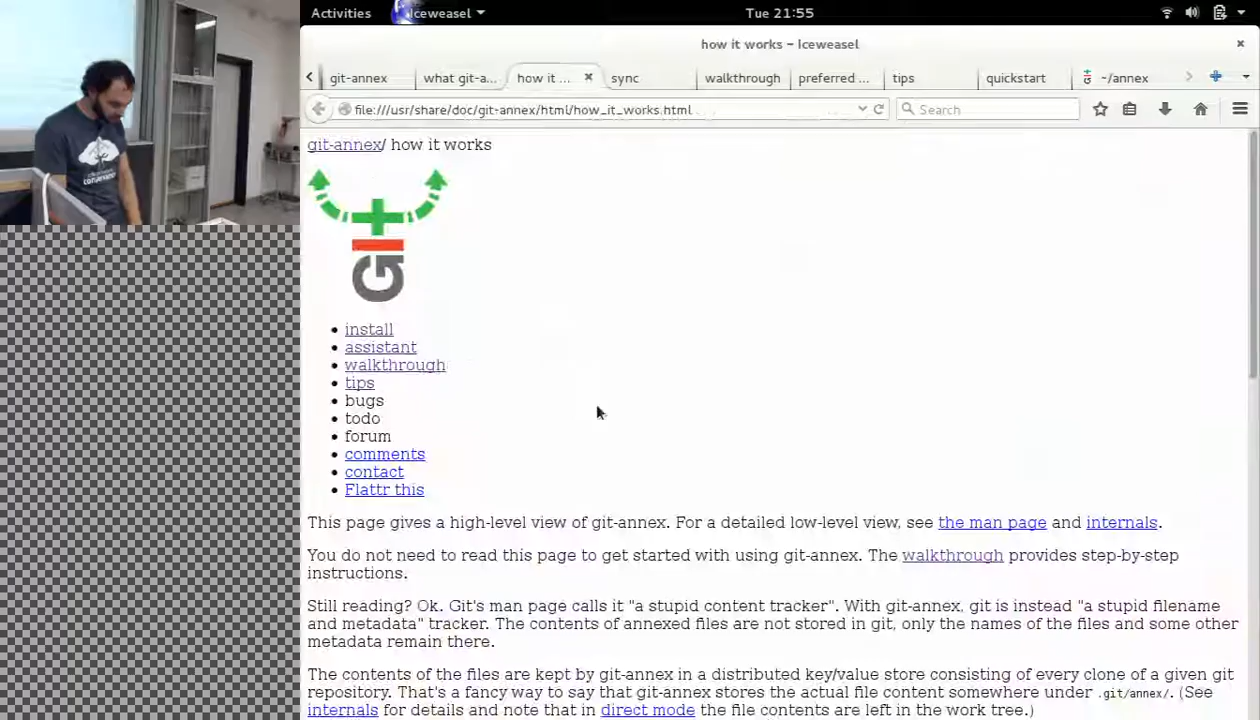 Activities
Iceweasel
Tue 21:55
how it works - Iceweasel
git-annex
what git-a...
how it ...
sync
walkthrough
preferred ...
tips
quickstart
~/annex
file:///usr/share/doc/git-annex/html/how_it_works.html
Search
git-annex/ how it works
git
install
assistant
walkthrough
tips
bugs
todo
forum
comments
contact
Flattr this
This page gives a high-level view of git-annex. For a detailed low-level view, see the man page and internals.
You do not need to read this page to get started with using git-annex. The walkthrough provides step-by-step
instructions.
Still reading? Ok. Git's man page calls it "a stupid content tracker". With git-annex, git is instead "a stupid filename
and metadata" tracker. The contents of annexed files are not stored in git, only the names of the files and some other
metadata remain there.
The contents of the files are kept by git-annex in a distributed key/value store consisting of every clone of a given git
repository. That's a fancy way to say that git-annex stores the actual file content somewhere under .git/annex/. (See
internals for details and note that in direct mode the file contents are left in the work tree.)